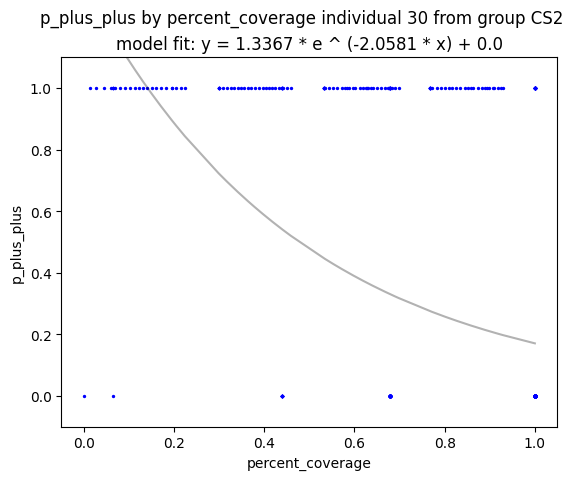 p_plus_plus by percent_coverage individual 30 from group CS2
model fit: y = 1.3367 * e ^ (-2.0581 * x) + 0.0
1.0
0.8
0.6
0.4
0.2
0.0
p_plus_plus
0.0 0.2 0.4 0.6 0.8 1.0
percent_coverage